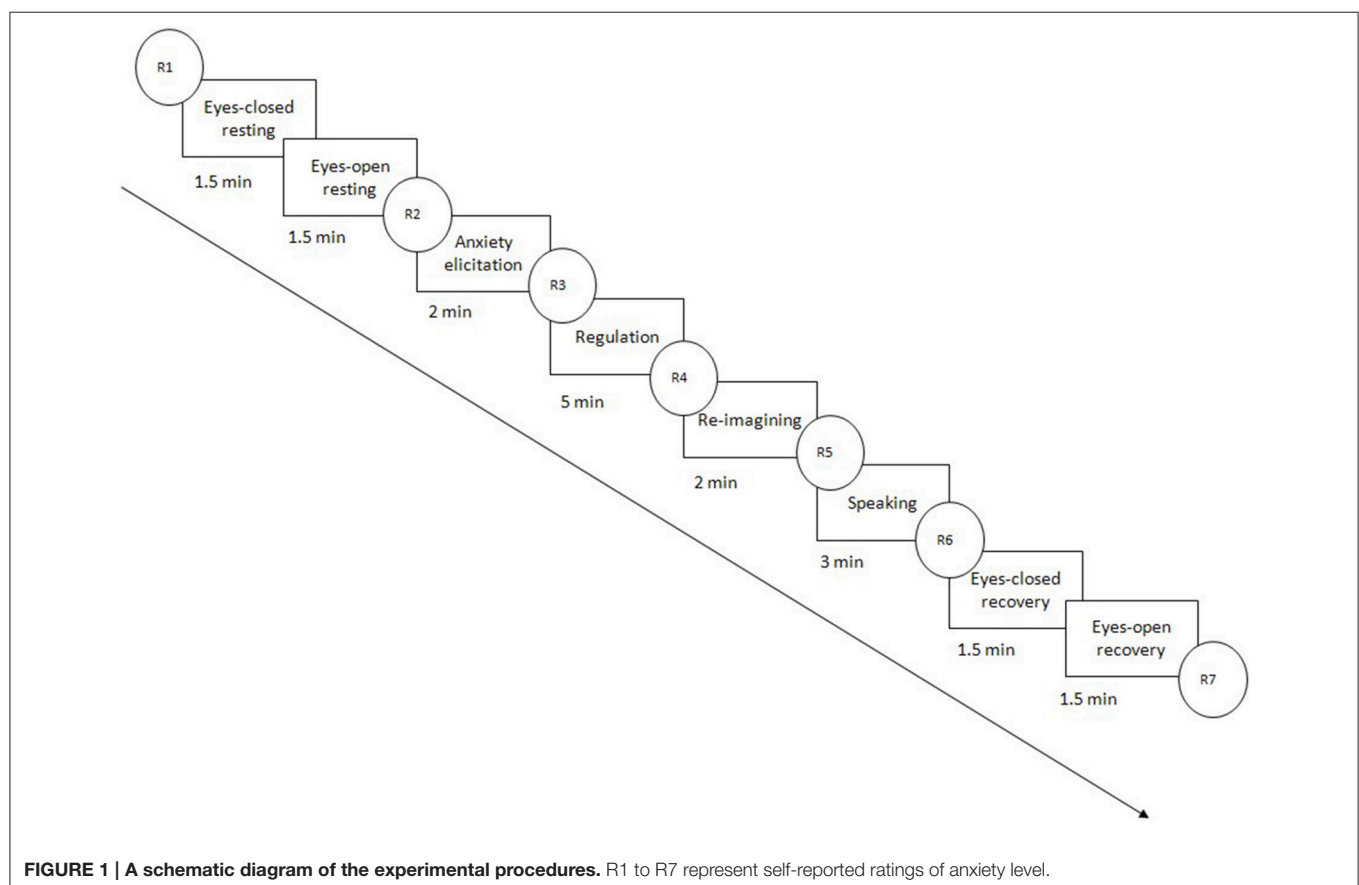 R1
Eyes-closed
resting
1.5 min
Eyes-open
resting
1.5 min
R2
Anxiety
elicitation
2 min
R3
Regulation
5 min
R4
Re-imagining
2 min
R5
Speaking
3 min
R6
Eyes-closed
recovery
1.5 min
Eyes-open
recovery
1.5 min
R7
FIGURE 1 | A schematic diagram of the experimental procedures. R1 to R7 represent self-reported ratings of anxiety level.